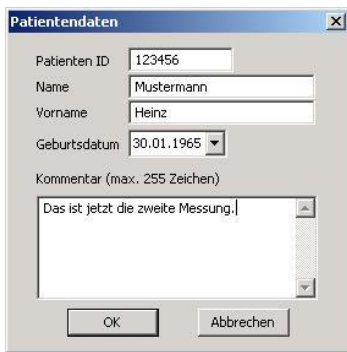 Patientendaten
Patienten ID 123456
Name Mustermann
Vorname Heinz
Geburtsdatum 30.01.1965
Kommentar (max. 255 Zeichen)
Das ist jetzt die zweite Messung.
OK Abbrechen